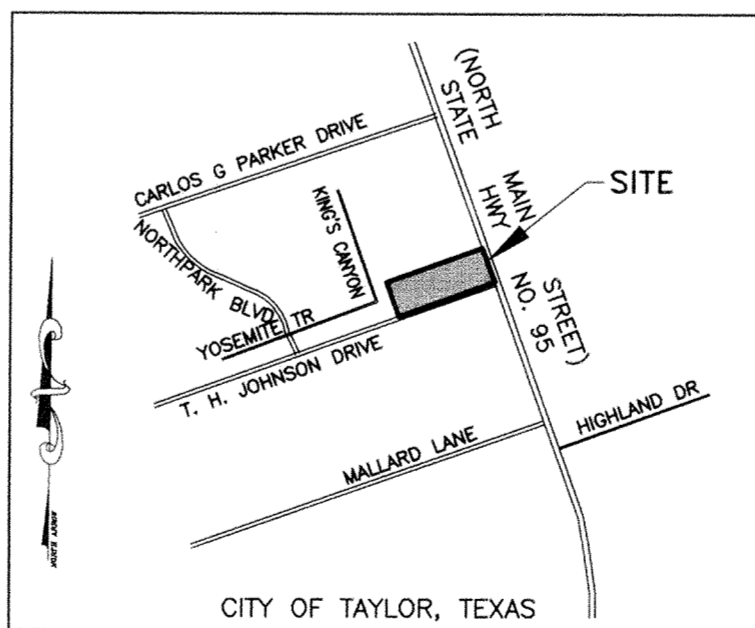 (NORTH
STATE
CARLOS G PARKER DRIVE
MAIN
HWY
SITE
KING'S CANYON
NORTHPARK BLVD
STREET)
NO. 95
YOSEMITE TR
T. H. JOHNSON DRIVE
HIGHLAND DR
MALLARD LANE
CITY OF TAYLOR, TEXAS